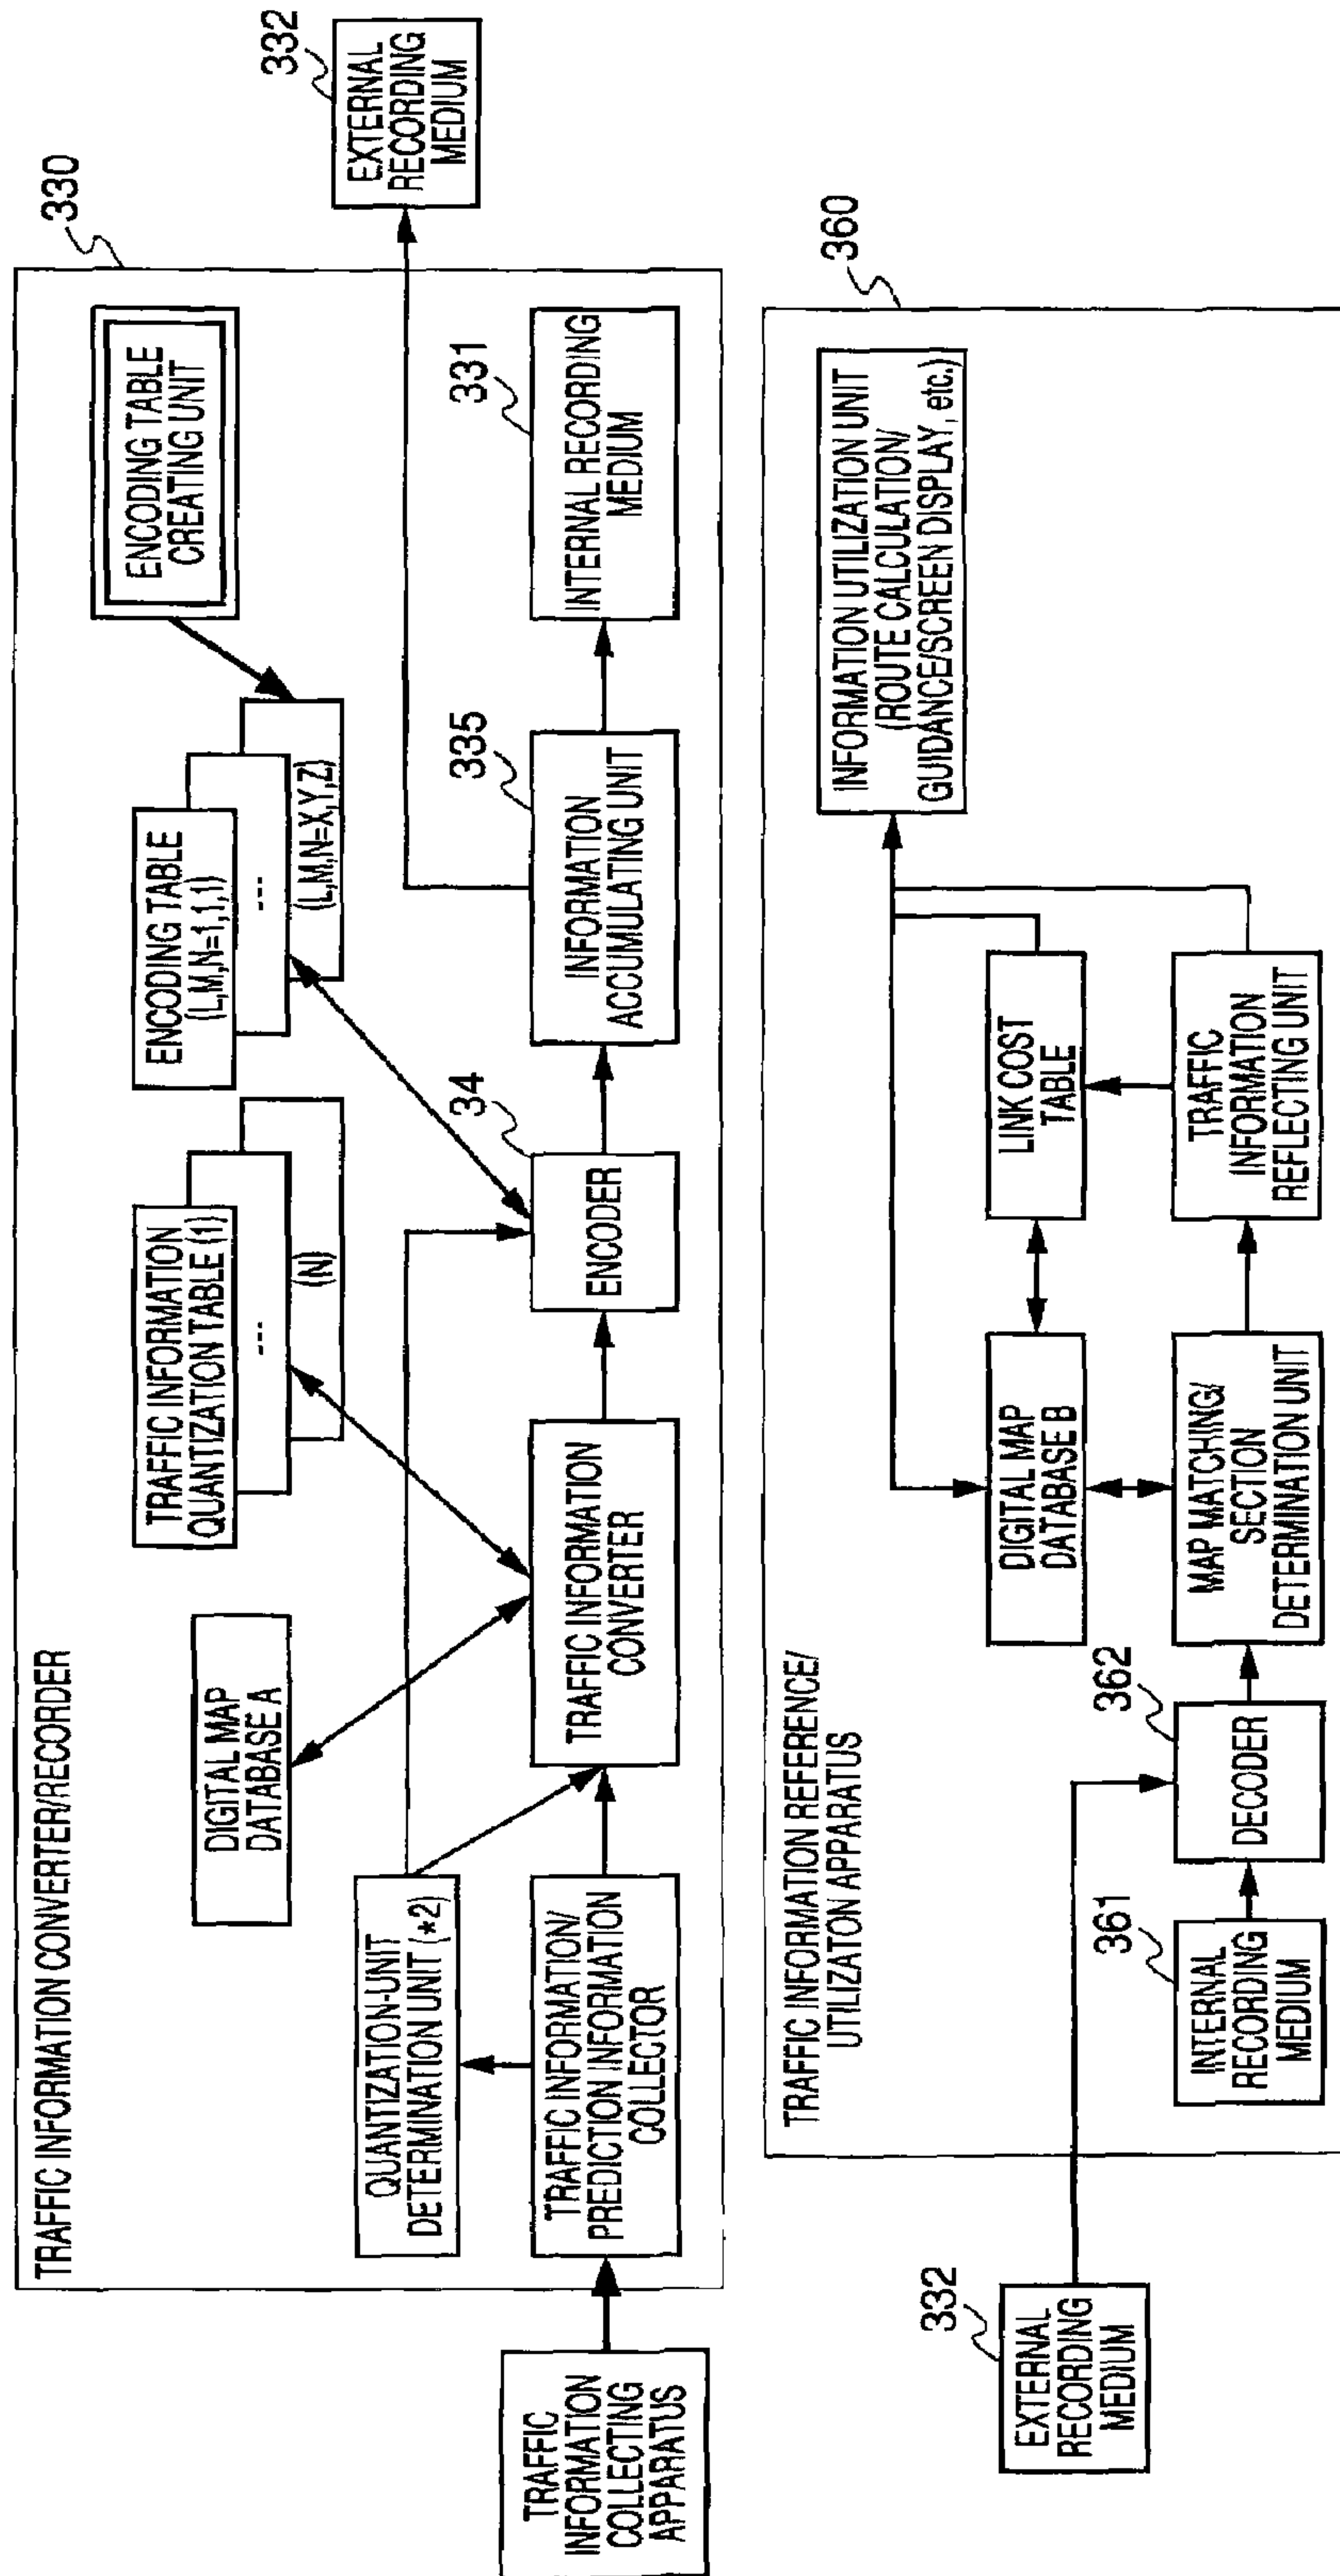 TRAFFIC INFORMATION CONVERTER/RECORDER
330
TRAFFIC
INFORMATION
COLLECTING
APPARATUS
TRAFFIC INFORMATION/
PREDICTION INFORMATION
COLLECTOR
QUANTIZATION-UNIT
DETERMINATION UNIT (*2)
DIGITAL MAP
DATABASE A
TRAFFIC INFORMATION
CONVERTER
TRAFFIC INFORMATION
QUANTIZATION TABLE (1)
---
(N)
34
ENCODER
ENCODING TABLE
(L,M,N=1,1,1)
---
(L,M,N=X,Y,Z)
ENCODING TABLE
CREATING UNIT
335
INFORMATION
ACCUMULATING UNIT
331
INTERNAL RECORDING
MEDIUM
332
EXTERNAL
RECORDING
MEDIUM
TRAFFIC INFORMATION REFERENCE/
UTILIZATON APPARATUS
360
332
EXTERNAL
RECORDING
MEDIUM
361
INTERNAL
RECORDING
MEDIUM
362
DECODER
MAP MATCHING/
SECTION
DETERMINATION UNIT
DIGITAL MAP
DATABASE B
LINK COST
TABLE
TRAFFIC
INFORMATION
REFLECTING UNIT
INFORMATION UTILIZATION UNIT
(ROUTE CALCULATION/
GUIDANCE/SCREEN DISPLAY, etc.)